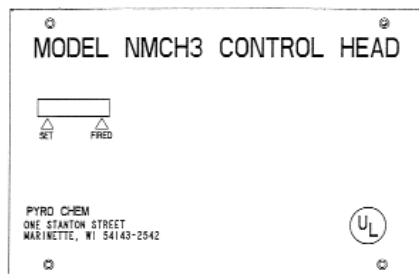 MODEL NMCH3 CONTROL HEAD
SET FIRED
PYRO CHEM
ONE STANTON STREET
MARINETTE, WI 54143-2542
UL